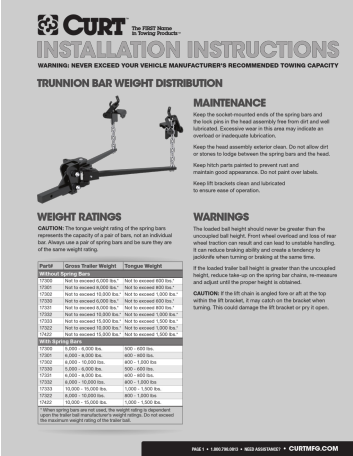 CURT
The FIRST Name
in Towing Products™
INSTALLATION INSTRUCTIONS
WARNING: NEVER EXCEED YOUR VEHICLE MANUFACTURER'S RECOMMENDED TOWING CAPACITY
TRUNNION BAR WEIGHT DISTRIBUTION
MAINTENANCE
Keep the socket-mounted ends of the spring bars and
the lock pins in the head assembly free from dirt and well
lubricated. Excessive wear in this area may indicate an
overload or inadequate lubrication.
Keep the head assembly exterior clean. Do not allow dirt
or stones to lodge between the spring bars and the head.
Keep hitch parts painted to prevent rust and
maintain good appearance. Do not paint over labels.
Keep lift brackets clean and lubricated
to ensure ease of operation.
WEIGHT RATINGS
CAUTION: The tongue weight rating of the spring bars
represents the capacity of a pair of bars, not an individual
bar. Always use a pair of spring bars and be sure they are
of the same weight rating.
Part# Gross Trailer Weight Tongue Weight
Without Spring Bars
17300 Not to exceed 6,000 lbs.* Not to exceed 600 lbs.*
17301 Not to exceed 8,000 lbs.* Not to exceed 800 lbs.*
17302 Not to exceed 10,000 lbs.* Not to exceed 1,000 lbs.*
17330 Not to exceed 6,000 lbs.* Not to exceed 600 lbs.*
17331 Not to exceed 8,000 lbs.* Not to exceed 800 lbs.*
17332 Not to exceed 10,000 lbs.* Not to exceed 1,000 lbs.*
17333 Not to exceed 15,000 lbs.* Not to exceed 1,500 lbs.*
17322 Not to exceed 10,000 lbs.* Not to exceed 1,000 lbs.*
17422 Not to exceed 15,000 lbs.* Not to exceed 1,500 lbs.*
With Spring Bars
17300 5,000 - 6,000 lbs. 500 - 600 lbs.
17301 6,000 - 8,000 lbs. 600 - 800 lbs.
17302 8,000 - 10,000 lbs. 800 - 1,000 lbs
17330 5,000 - 6,000 lbs. 500 - 600 lbs.
17331 6,000 - 8,000 lbs. 600 - 800 lbs.
17332 8,000 - 10,000 lbs. 800 - 1,000 lbs
17333 10,000 - 15,000 lbs. 1,000 - 1,500 lbs.
17322 8,000 - 10,000 lbs. 800 - 1,000 lbs
17422 10,000 - 15,000 lbs. 1,000 - 1,500 lbs.
* When spring bars are not used, the weight rating is dependent
upon the trailer ball manufacturer's weight ratings. Do not exceed
the maximum weight rating of the trailer ball.
WARNINGS
The loaded ball height should never be greater than the
uncoupled ball height. Front wheel overload and loss of rear
wheel traction can result and can lead to unstable handling.
It can reduce braking ability and create a tendency to
jackknife when turning or braking at the same time.
If the loaded trailer ball height is greater than the uncoupled
height, reduce take-up on the spring bar chains, re-measure
and adjust until the proper height is obtained.
CAUTION: If the lift chain is angled fore or aft at the top
within the lift bracket, it may catch on the bracket when
turning. This could damage the lift bracket or pry it open.
PAGE 1 • 1.800.798.0813 • NEED ASSISTANCE? • CURTMFG.COM